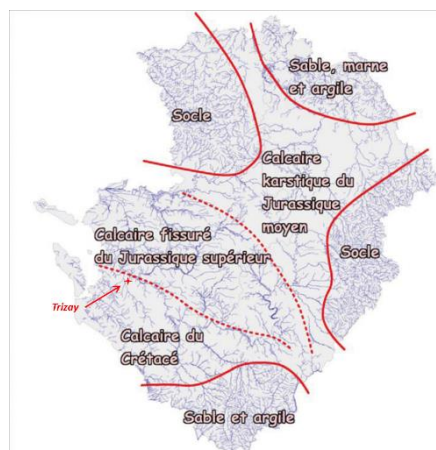 Sable, marne
et argile
Socle
Calcaire
karstique du
Jurassique
moyen
Calcaire fissuré
du Jurassique supérieur
Socle
Trizay
Calcaire du
Crétacé
Sable et argile